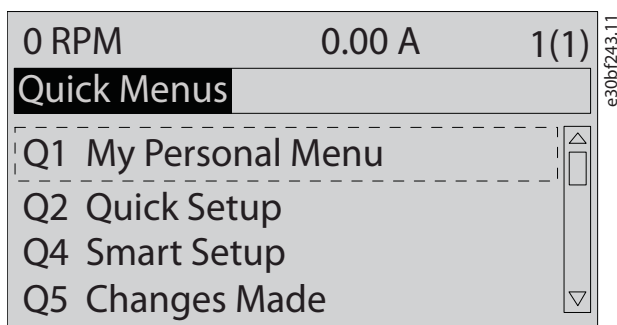 0 RPM 0.00 A 1(1)
Quick Menus
Q1 My Personal Menu
Q2 Quick Setup
Q4 Smart Setup
Q5 Changes Made
e30bf243.11